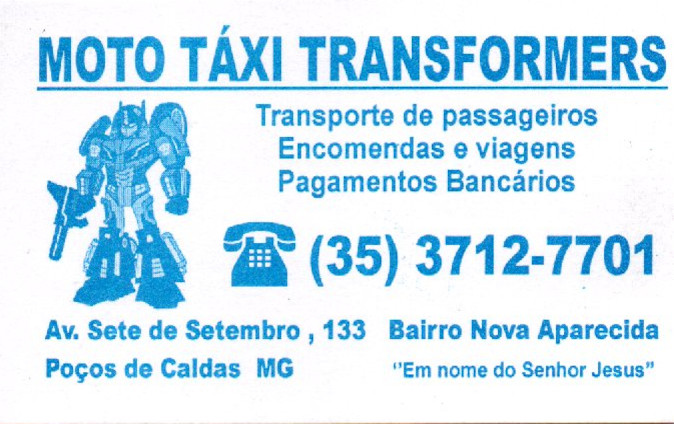 MOTO TÁXI TRANSFORMERS
Transporte de passageiros
Encomendas e viagens
Pagamentos Bancários
(35) 3712-7701
Av. Sete de Setembro , 133 Bairro Nova Aparecida
Poços de Caldas MG "Em nome do Senhor Jesus"